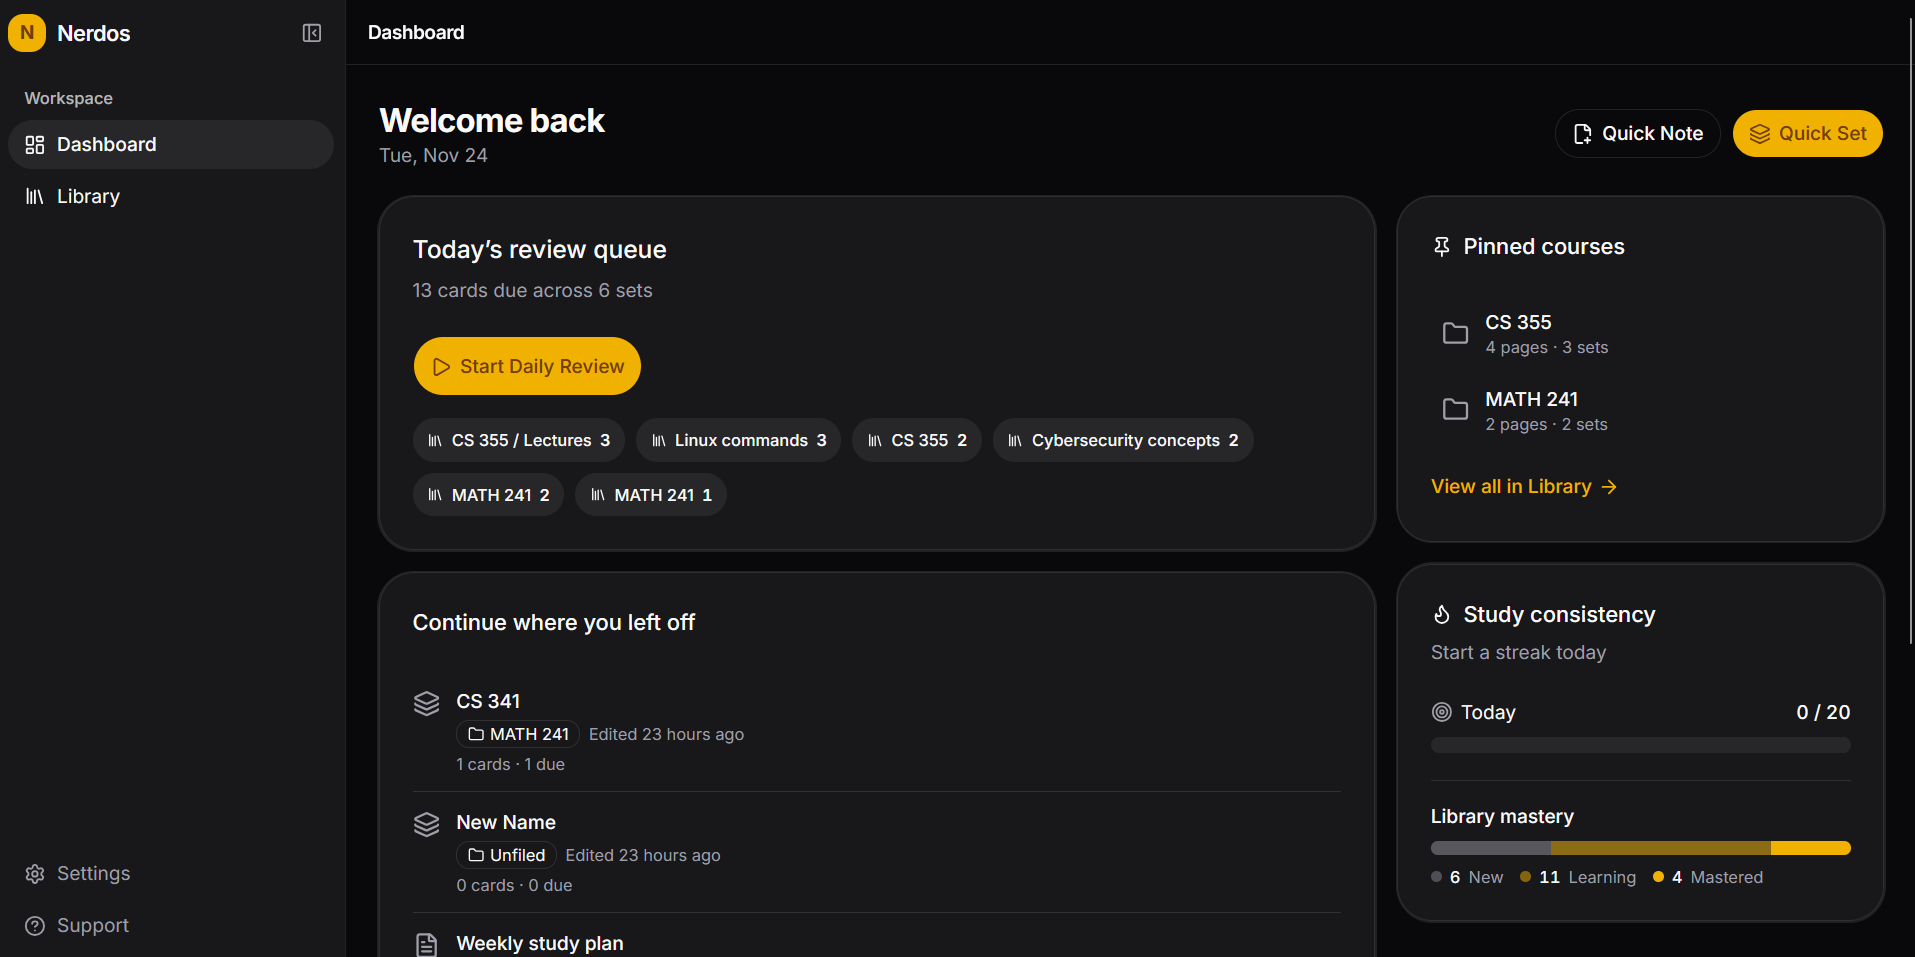 N
Nerdos
Workspace
Dashboard
Library
Settings
Support
Dashboard
Welcome back
Tue, Nov 24
Quick Note
Quick Set
Today’s review queue
13 cards due across 6 sets
Start Daily Review
CS 355 / Lectures 3
Linux commands 3
CS 355 2
Cybersecurity concepts 2
MATH 241 2
MATH 241 1
Continue where you left off
CS 341
MATH 241 Edited 23 hours ago
1 cards · 1 due
New Name
Unfiled Edited 23 hours ago
0 cards · 0 due
Weekly study plan
Pinned courses
CS 355
4 pages · 3 sets
MATH 241
2 pages · 2 sets
View all in Library →
Study consistency
Start a streak today
Today 0 / 20
Library mastery
6 New 11 Learning 4 Mastered